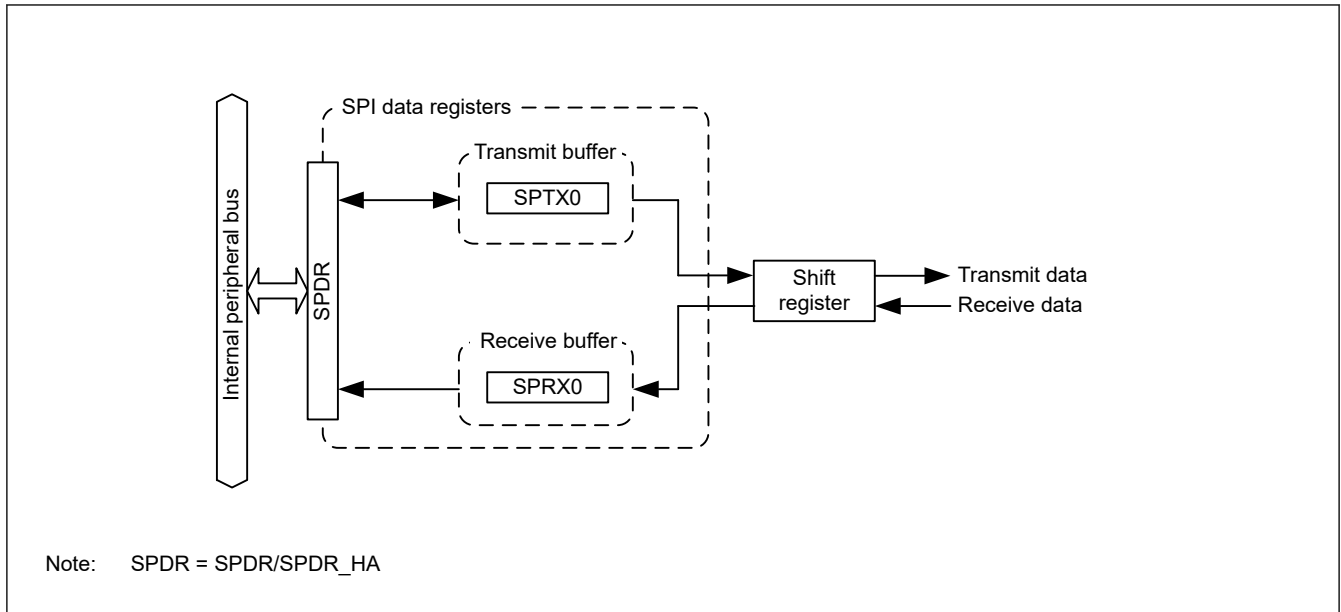 SPI data registers
Transmit buffer
SPTX0
Internal peripheral bus
SPDR
Shift
register
Transmit data
Receive data
Receive buffer
SPRX0
Note: SPDR = SPDR/SPDR_HA